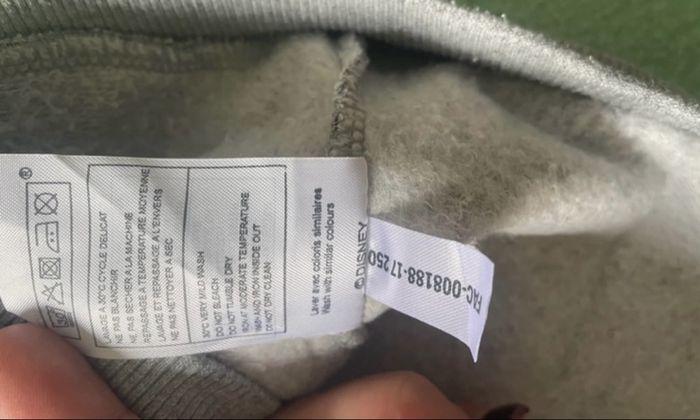 ®
30
LAVAGE A 30°C CYCLE DELICAT
NE PAS BLANCHIR
NE PAS SECHER A LA MACHINE
REPASSAGE A TEMPERATURE MOYENNE
LAVAGE ET REPASSAGE A L'ENVERS
NE PAS NETTOYER A SEC
30°C VERY MILD WASH
DO NOT BLEACH
DO NOT TUMBLE DRY
IRON AT MODERATE TEMPERATURE
WASH AND IRON INSIDE OUT
DO NOT DRY CLEAN
Laver avec coloris similaires
Wash with similar colours
©DISNEY
FAC-008188-17250